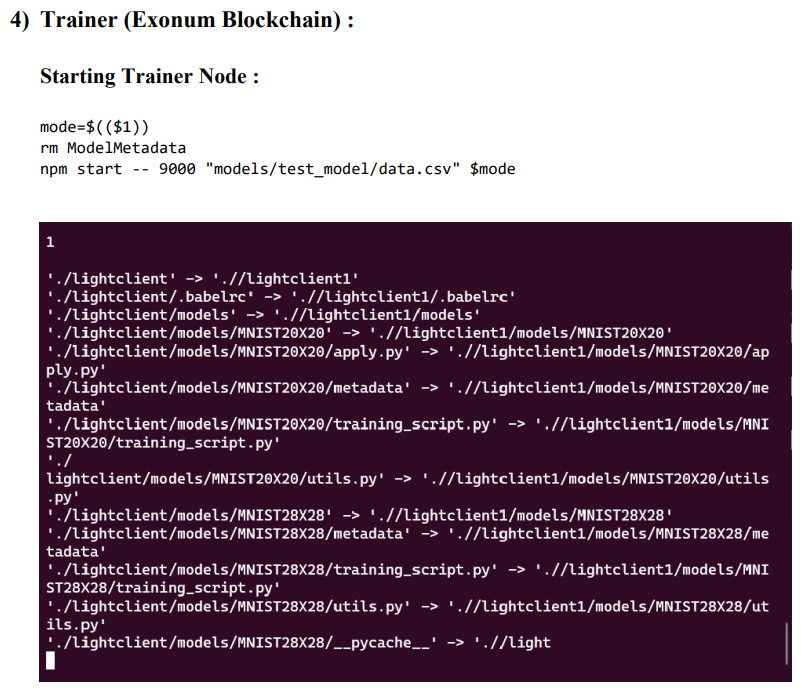 4) Trainer (Exonum Blockchain) :
Starting Trainer Node :
mode=$(($1))
rm ModelMetadata
npm start -- 9000 "models/test_model/data.csv" $mode
1
'./lightclient' -> './/lightclient1'
'./lightclient/.babelrc' -> './/lightclient1/.babelrc'
'./lightclient/models' -> './/lightclient1/models'
'./lightclient/models/MNIST20X20' -> './/lightclient1/models/MNIST20X20'
'./lightclient/models/MNIST20X20/apply.py' -> './/lightclient1/models/MNIST20X20/ap
ply.py'
'./lightclient/models/MNIST20X20/metadata' -> './/lightclient1/models/MNIST20X20/me
tadata'
'./lightclient/models/MNIST20X20/training_script.py' -> './/lightclient1/models/MNI
ST20X20/training_script.py'
'./
lightclient/models/MNIST20X20/utils.py' -> './/lightclient1/models/MNIST20X20/utils
.py'
'./lightclient/models/MNIST28X28' -> './/lightclient1/models/MNIST28X28'
'./lightclient/models/MNIST28X28/metadata' -> './/lightclient1/models/MNIST28X28/me
tadata'
'./lightclient/models/MNIST28X28/training_script.py' -> './/lightclient1/models/MNI
ST28X28/training_script.py'
'./lightclient/models/MNIST28X28/utils.py' -> './/lightclient1/models/MNIST28X28/ut
ils.py'
'./lightclient/models/MNIST28X28/__pycache__' -> './/light